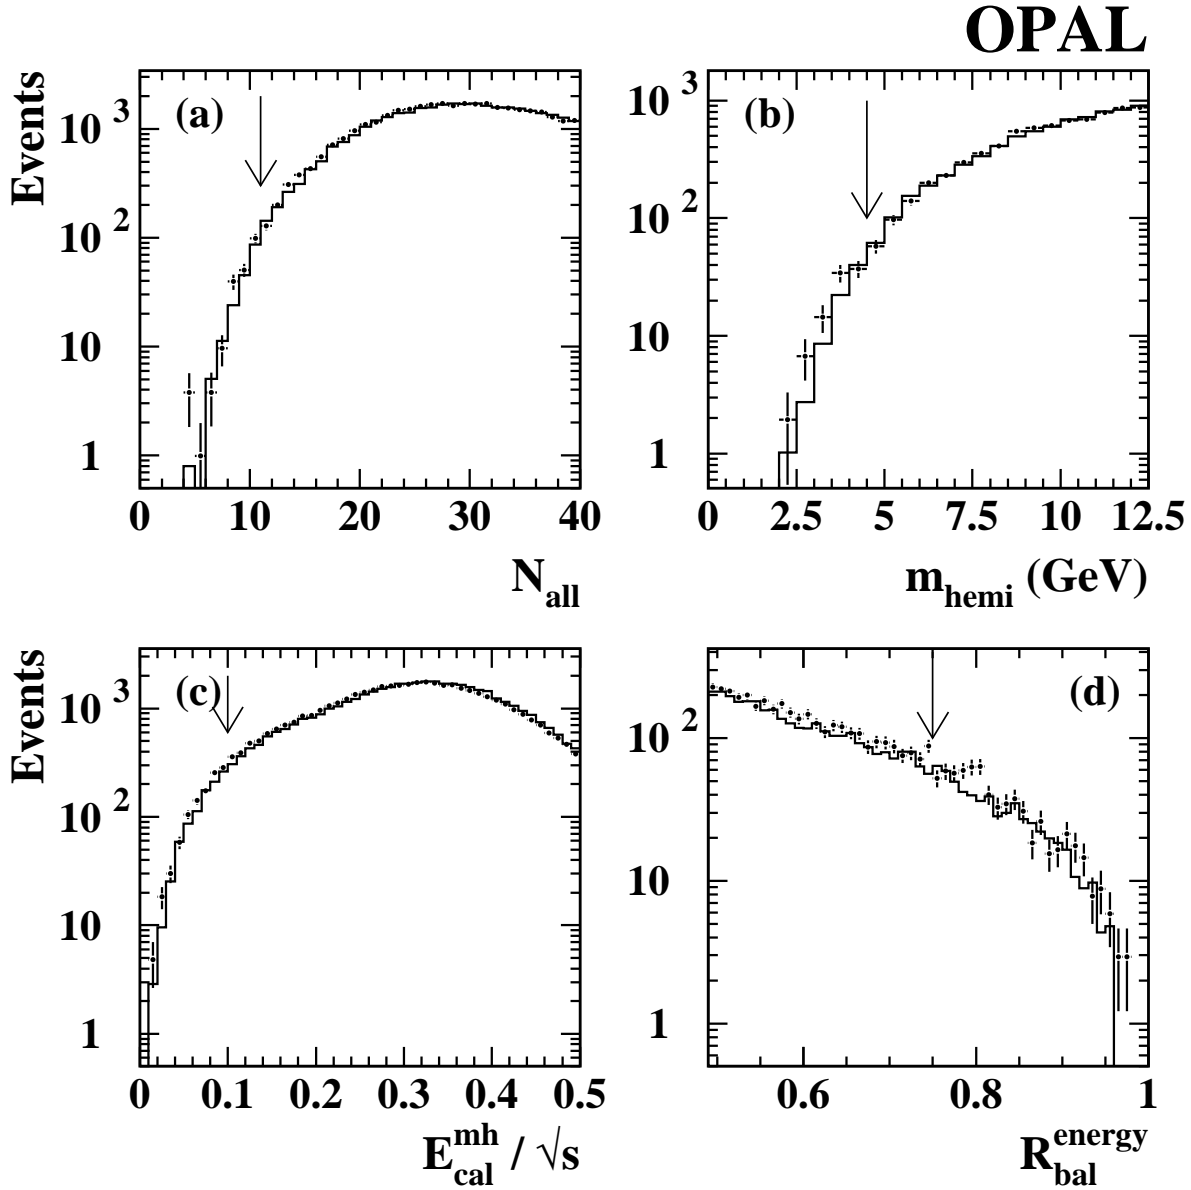 OPAL
Events
(a)
10 3
10 2
10
1
0 10 20 30 40
N_all
(b)
10 3
10 2
10
1
0 2.5 5 7.5 10 12.5
m_hemi (GeV)
Events
(c)
10 3
10 2
10
1
0 0.1 0.2 0.3 0.4 0.5
E_cal^mh / √s
(d)
10 2
10
1
0.6 0.8 1
R_bal^energy